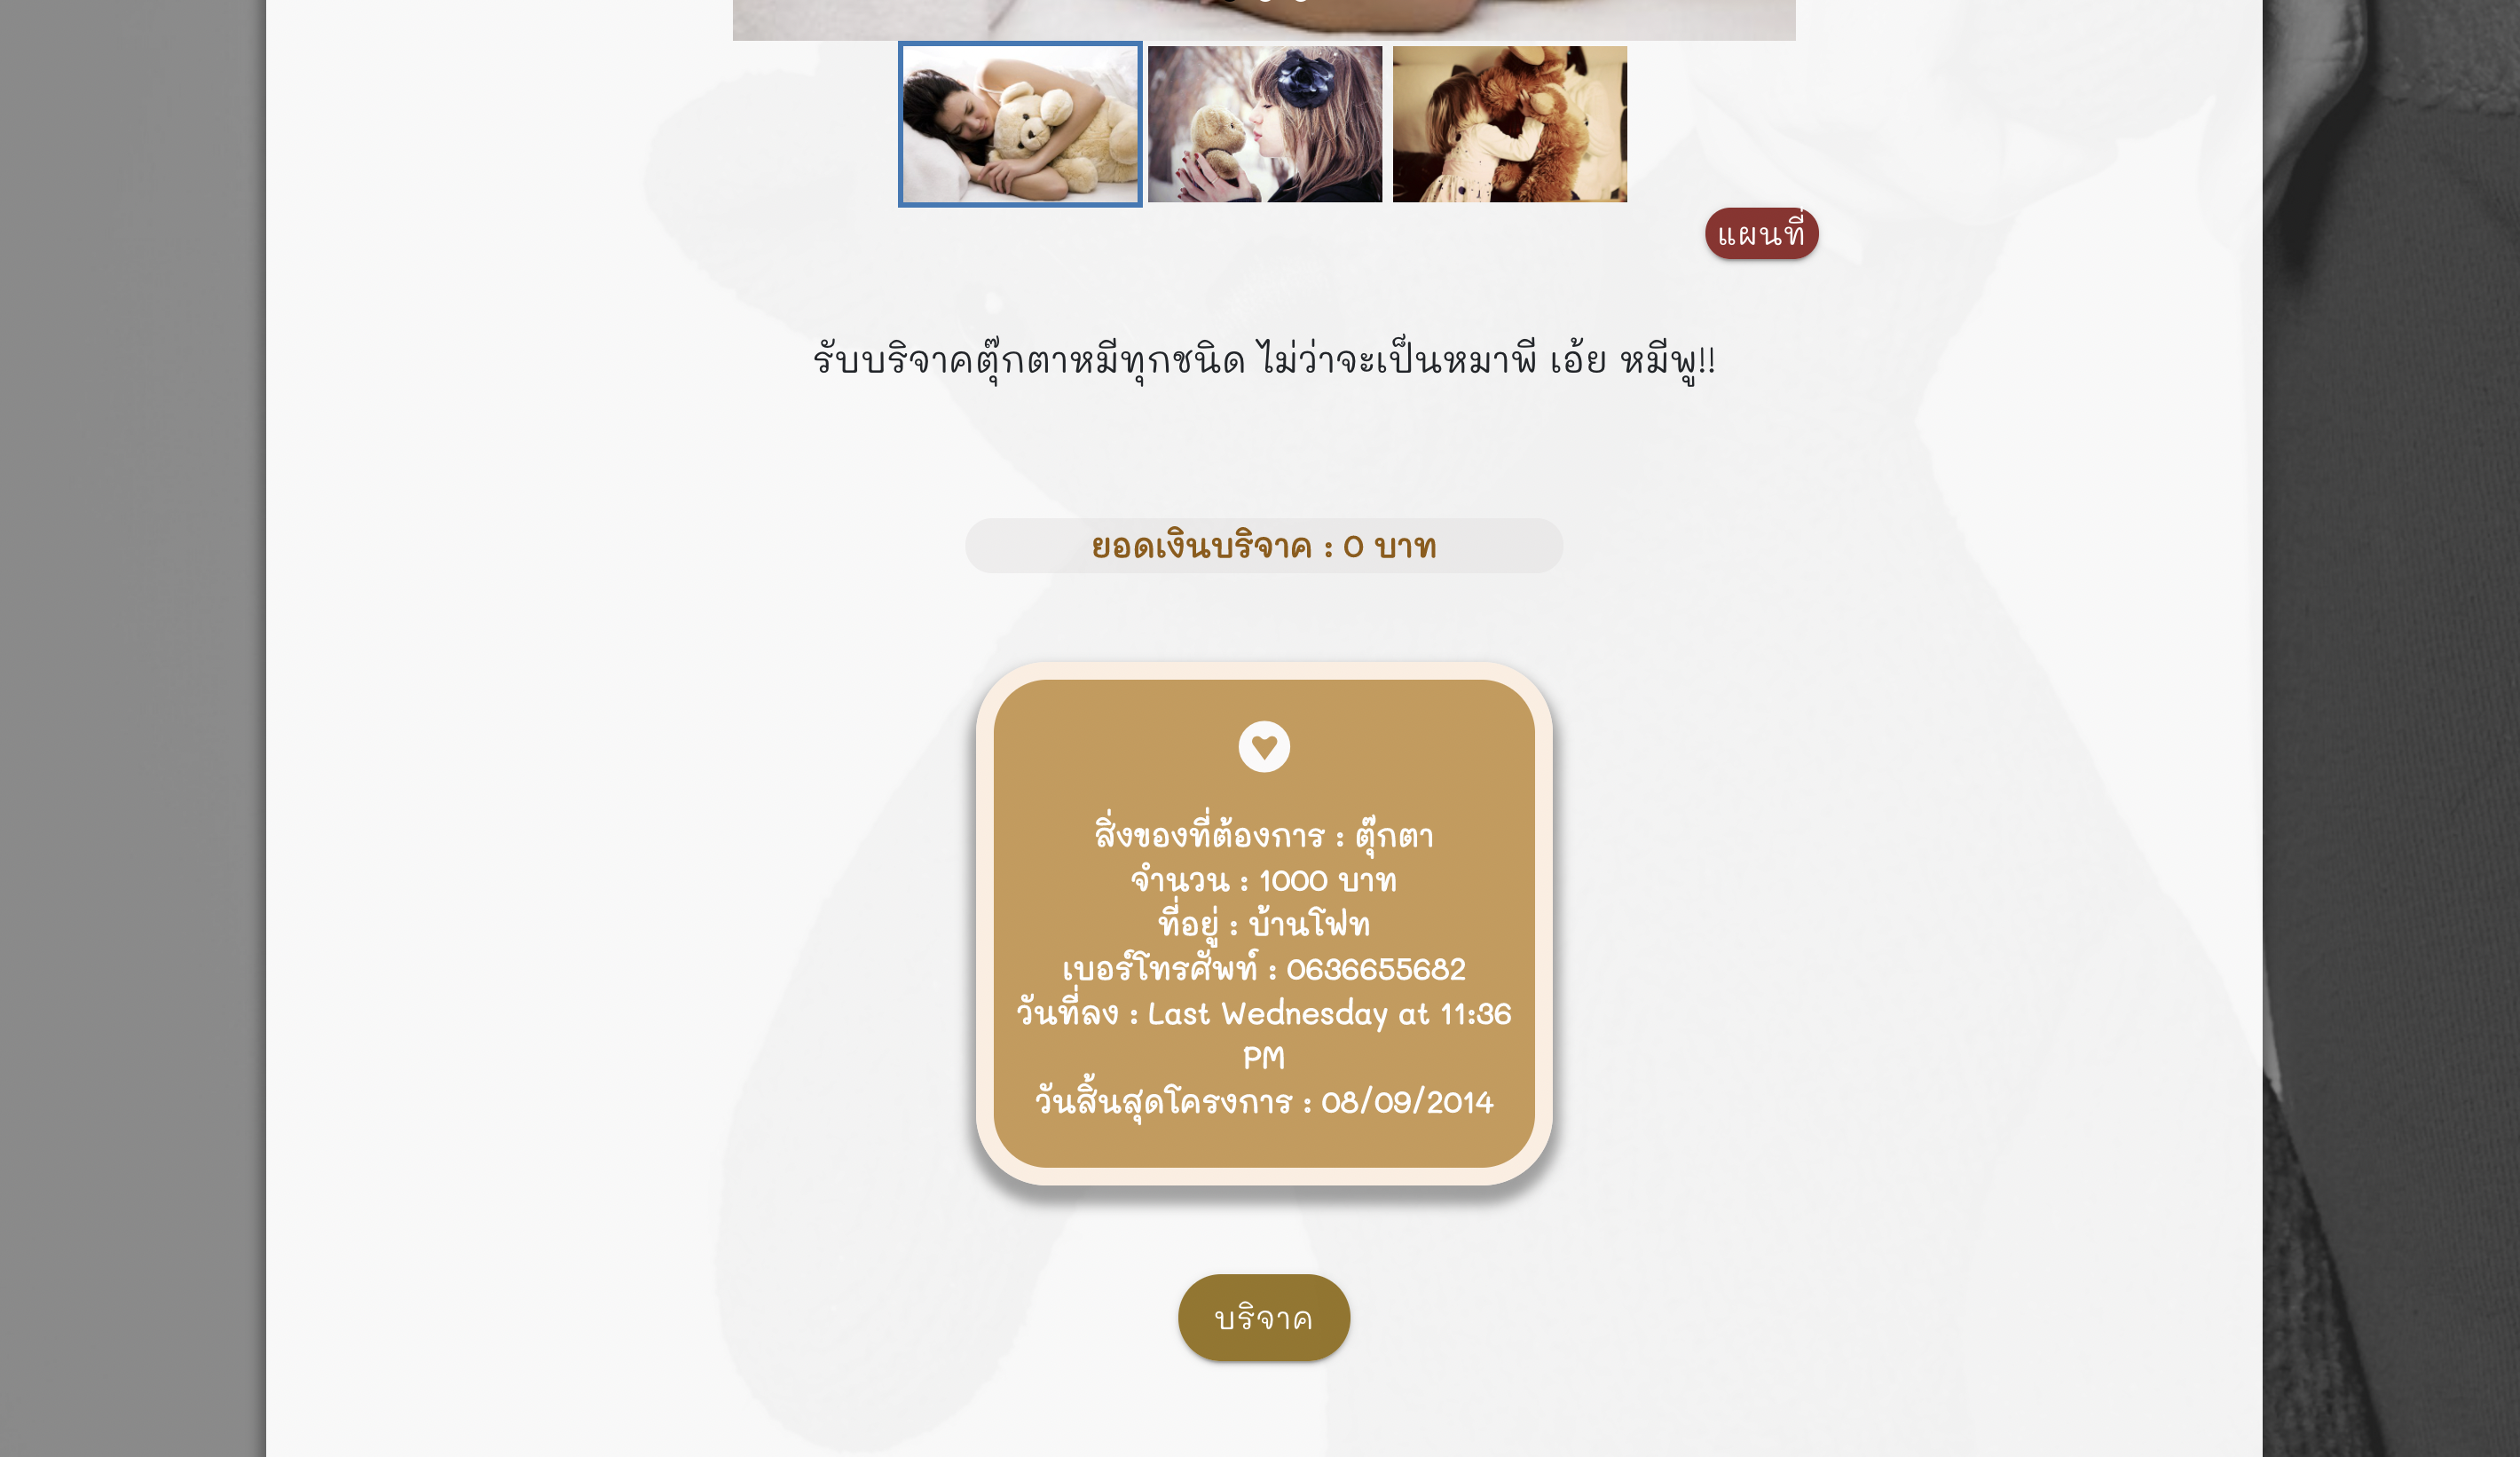 แผนที่
รับบริจาคตุ๊กตาหมีทุกชนิด ไม่ว่าจะเป็นหมาพี เอ้ย หมีพู!!
ยอดเงินบริจาค : 0 บาท
สิ่งของที่ต้องการ : ตุ๊กตา
จำนวน : 1000 บาท
ที่อยู่ : บ้านโฟท
เบอร์โทรศัพท์ : 0636655682
วันที่ลง : Last Wednesday at 11:36
PM
วันสิ้นสุดโครงการ : 08/09/2014
บริจาค